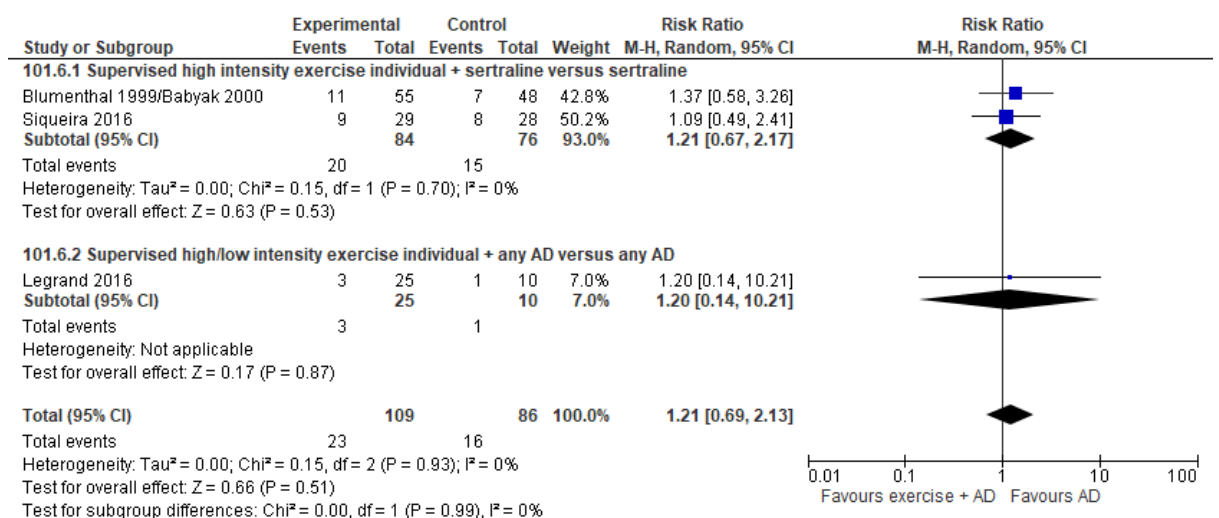 Experimental Control Risk Ratio Risk Ratio
Study or Subgroup Events Total Events Total Weight M-H, Random, 95% CI M-H, Random, 95% CI
101.6.1 Supervised high intensity exercise individual + sertraline versus sertraline
Blumenthal 1999/Babyak 2000 11 55 7 48 42.8% 1.37 [0.58, 3.26]
Siqueira 2016 9 29 8 28 50.2% 1.09 [0.49, 2.41]
Subtotal (95% CI) 84 76 93.0% 1.21 [0.67, 2.17]
Total events 20 15
Heterogeneity: Tau² = 0.00; Chi² = 0.15, df = 1 (P = 0.70); I² = 0%
Test for overall effect: Z = 0.63 (P = 0.53)
101.6.2 Supervised high/low intensity exercise individual + any AD versus any AD
Legrand 2016 3 25 1 10 7.0% 1.20 [0.14, 10.21]
Subtotal (95% CI) 25 10 7.0% 1.20 [0.14, 10.21]
Total events 3 1
Heterogeneity: Not applicable
Test for overall effect: Z = 0.17 (P = 0.87)
Total (95% CI) 109 86 100.0% 1.21 [0.69, 2.13]
Total events 23 16
Heterogeneity: Tau² = 0.00; Chi² = 0.15, df = 2 (P = 0.93); I² = 0%
Test for overall effect: Z = 0.66 (P = 0.51)
Test for subgroup differences: Chi² = 0.00, df = 1 (P = 0.99), I² = 0%
0.01 0.1 1 10 100
Favours exercise + AD Favours AD